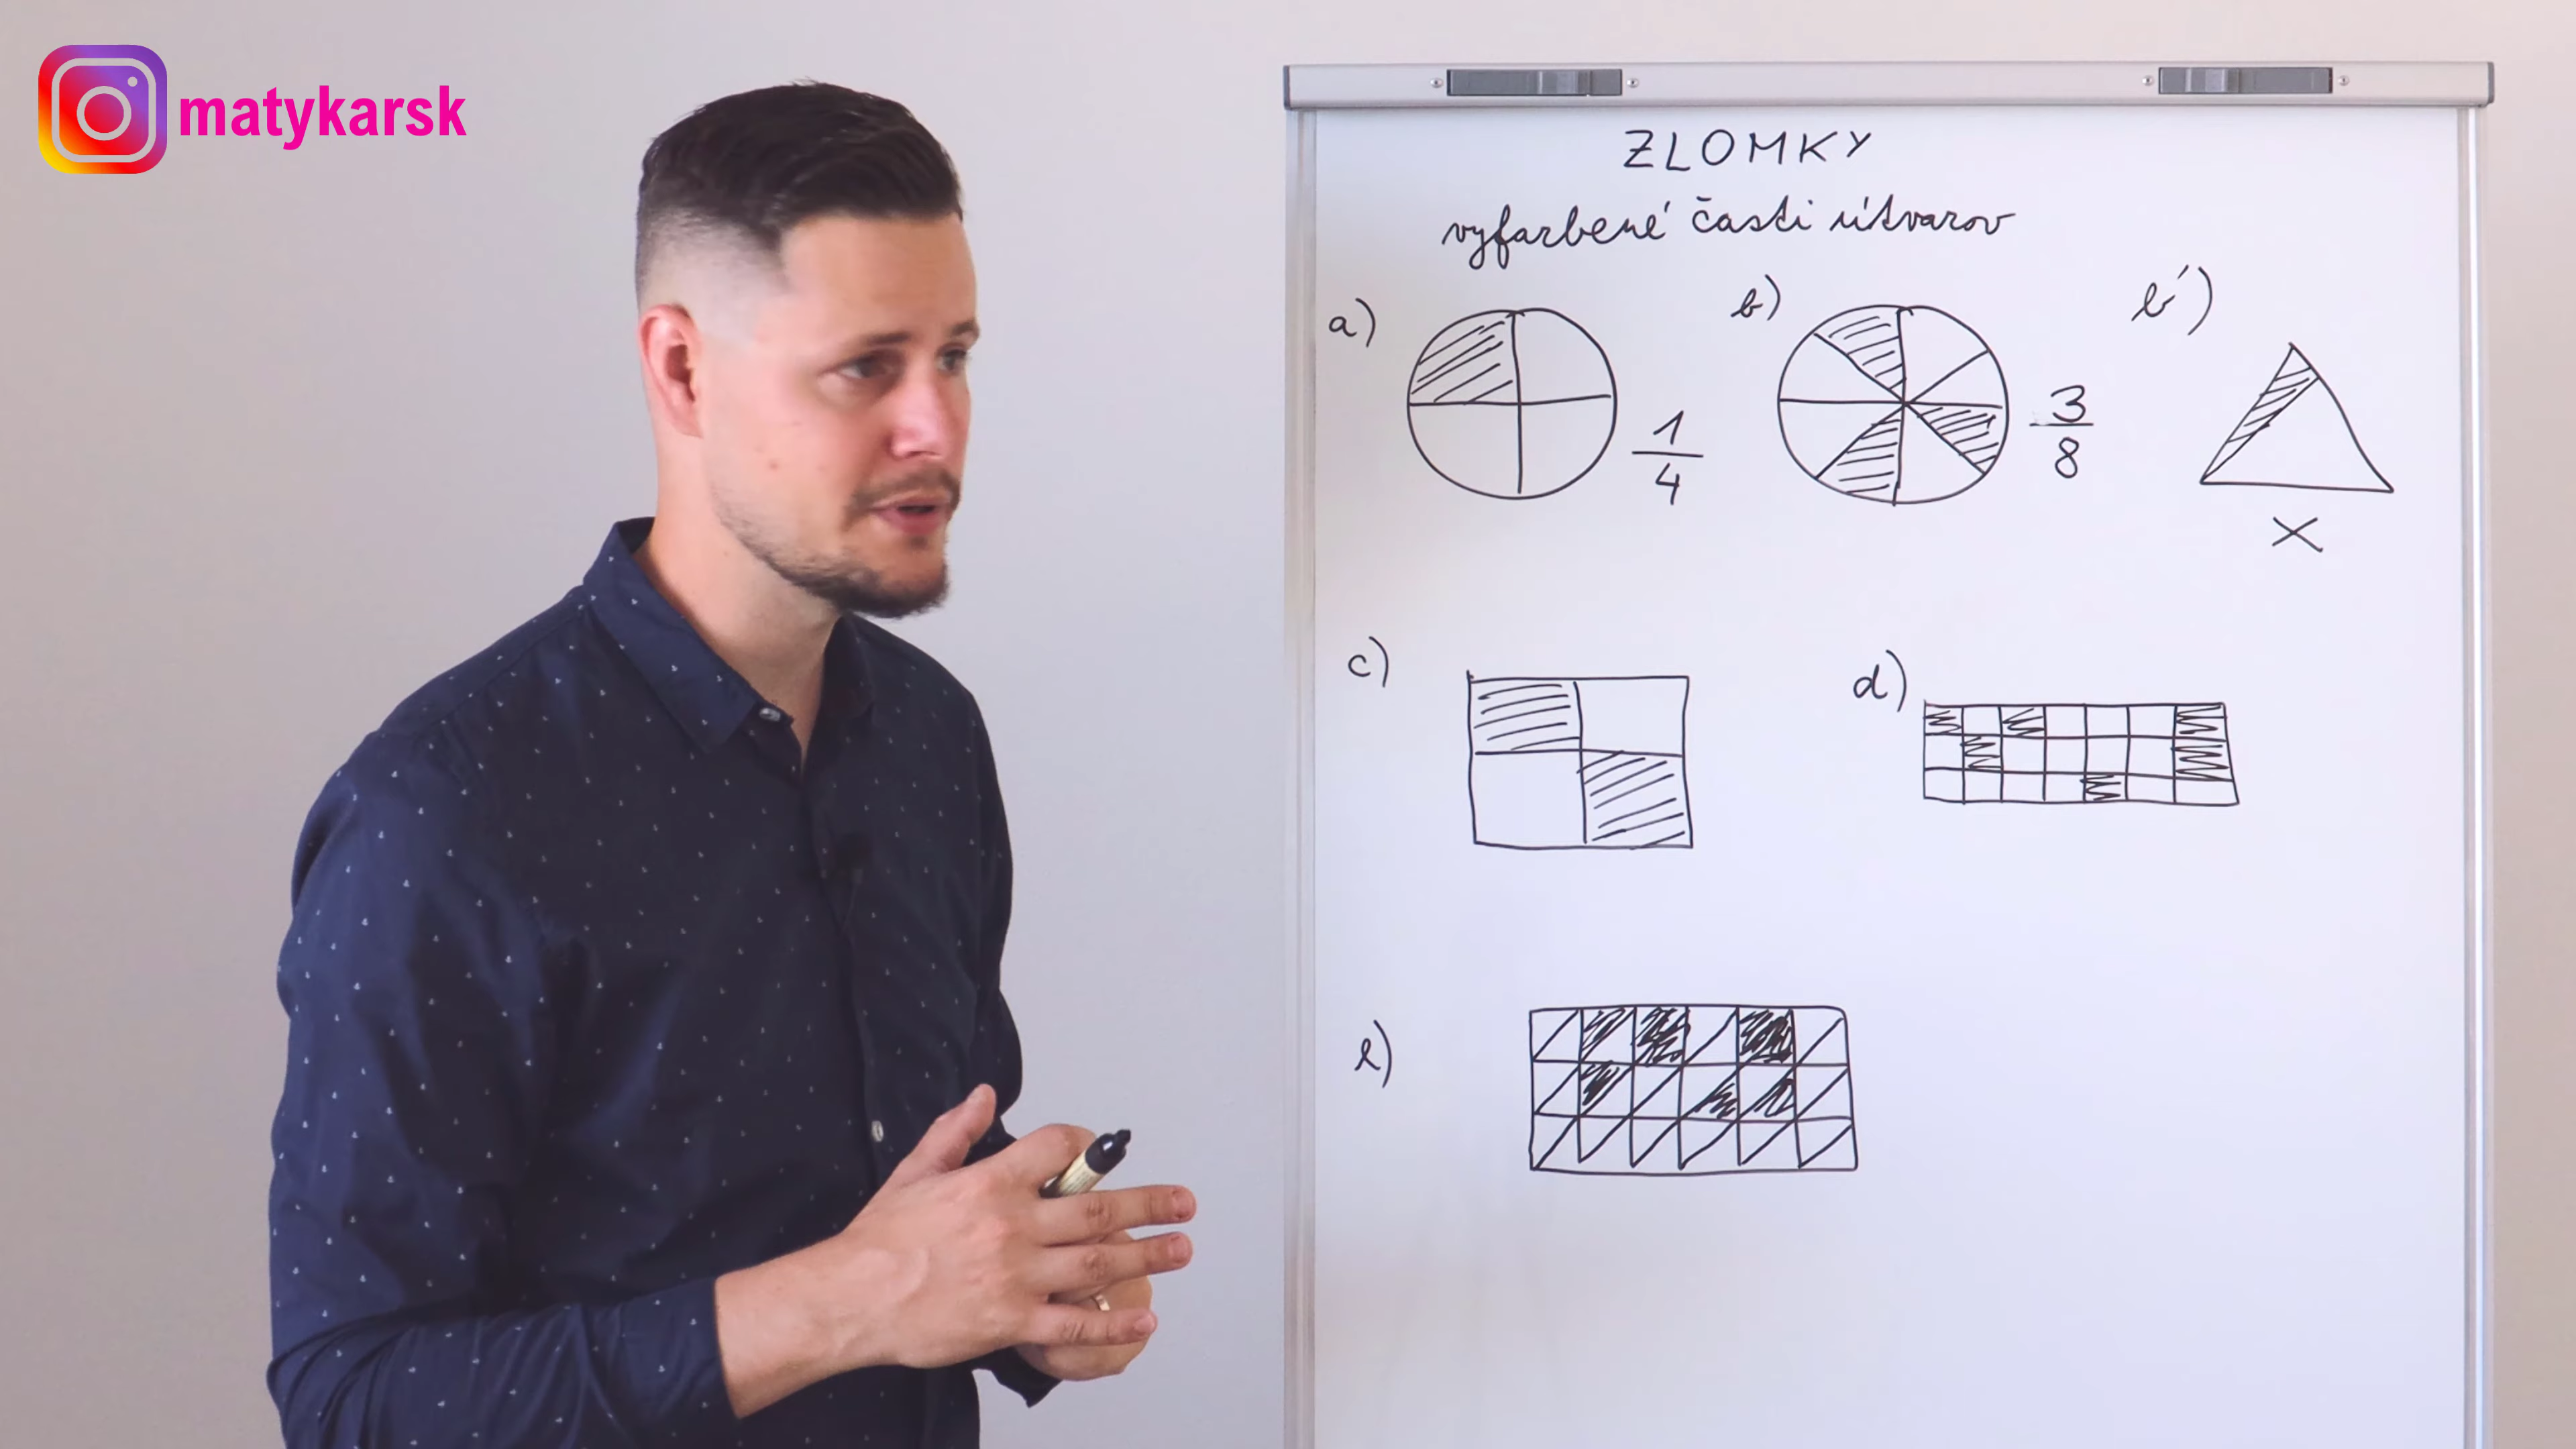 matykarsk
ZLOMKY
vyfarbené časti útvarov
a)
1
4
b)
3
8
b')
X
c)
d)
e)